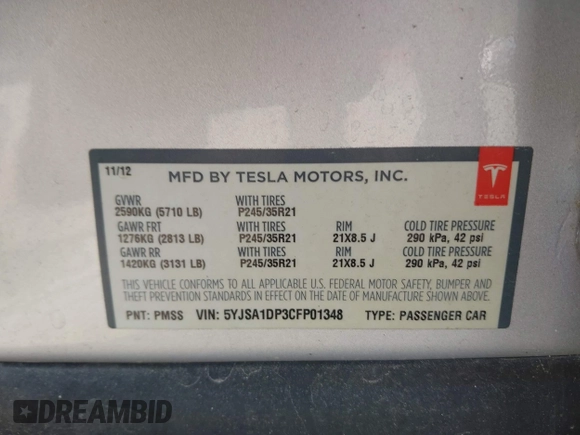 11/12 MFD BY TESLA MOTORS, INC.
TESLA
GVWR WITH TIRES
2590KG (5710 LB) P245/35R21
GAWR FRT WITH TIRES RIM COLD TIRE PRESSURE
1276KG (2813 LB) P245/35R21 21X8.5 J 290 kPa, 42 psi
GAWR RR WITH TIRES RIM COLD TIRE PRESSURE
1420KG (3131 LB) P245/35R21 21X8.5 J 290 kPa, 42 psi
THIS VEHICLE CONFORMS TO ALL APPLICABLE U.S. FEDERAL MOTOR SAFETY, BUMPER AND
THEFT PREVENTION STANDARDS IN EFFECT ON THE DATE OF MANUFACTURE SHOWN ABOVE.
PNT: PMSS VIN: 5YJSA1DP3CFP01348 TYPE: PASSENGER CAR
DREAMBID